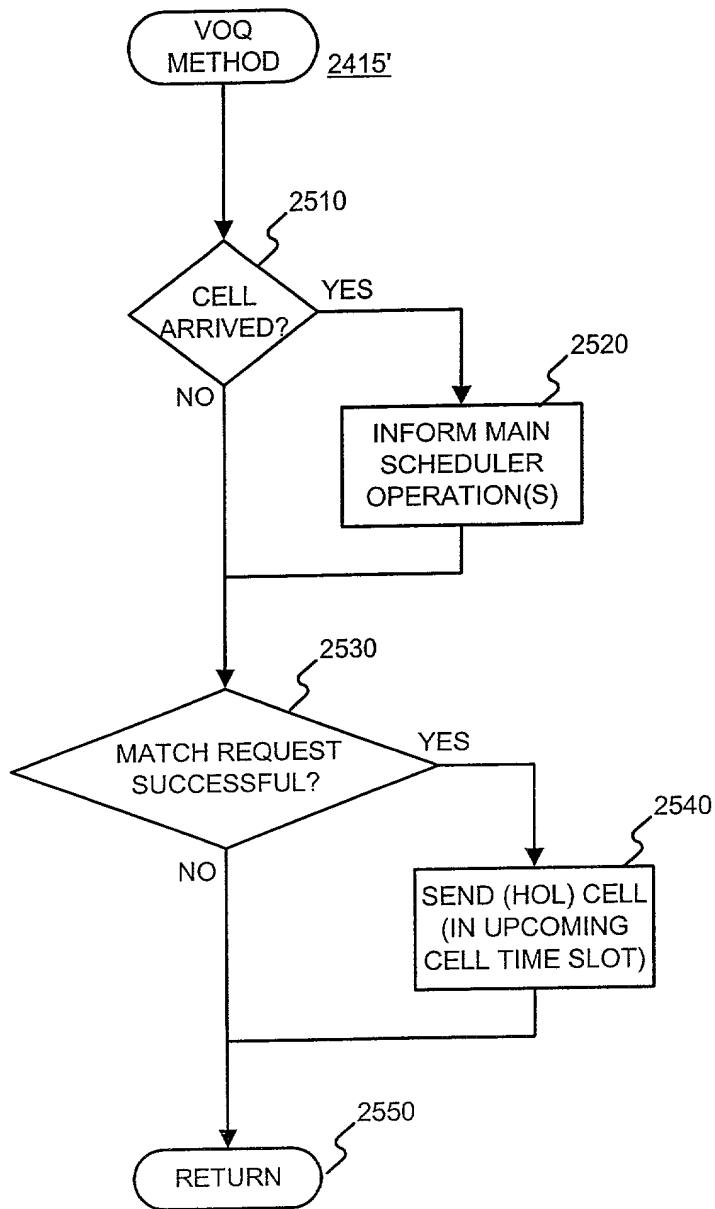 VOQ
METHOD
2415'
2510
CELL
ARRIVED?
YES
NO
2520
INFORM MAIN
SCHEDULER
OPERATION(S)
2530
MATCH REQUEST
SUCCESSFUL?
YES
NO
2540
SEND (HOL) CELL
(IN UPCOMING
CELL TIME SLOT)
2550
RETURN